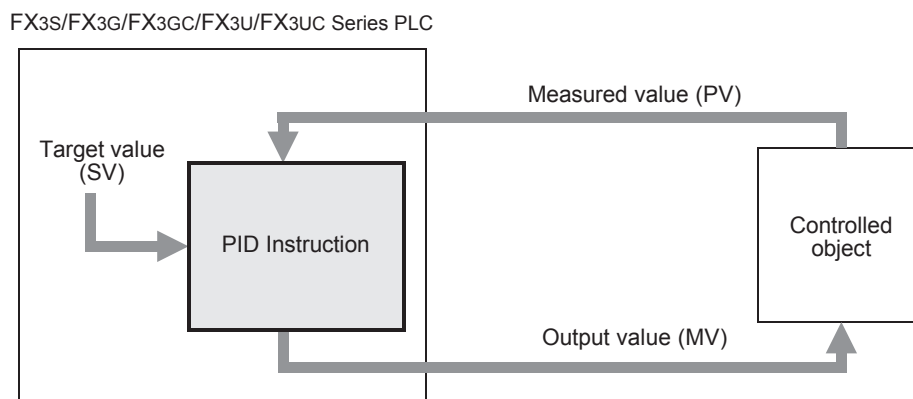 FX3S/FX3G/FX3GC/FX3U/FX3UC Series PLC
Measured value (PV)
Target value
(SV)
PID Instruction
Controlled
object
Output value (MV)